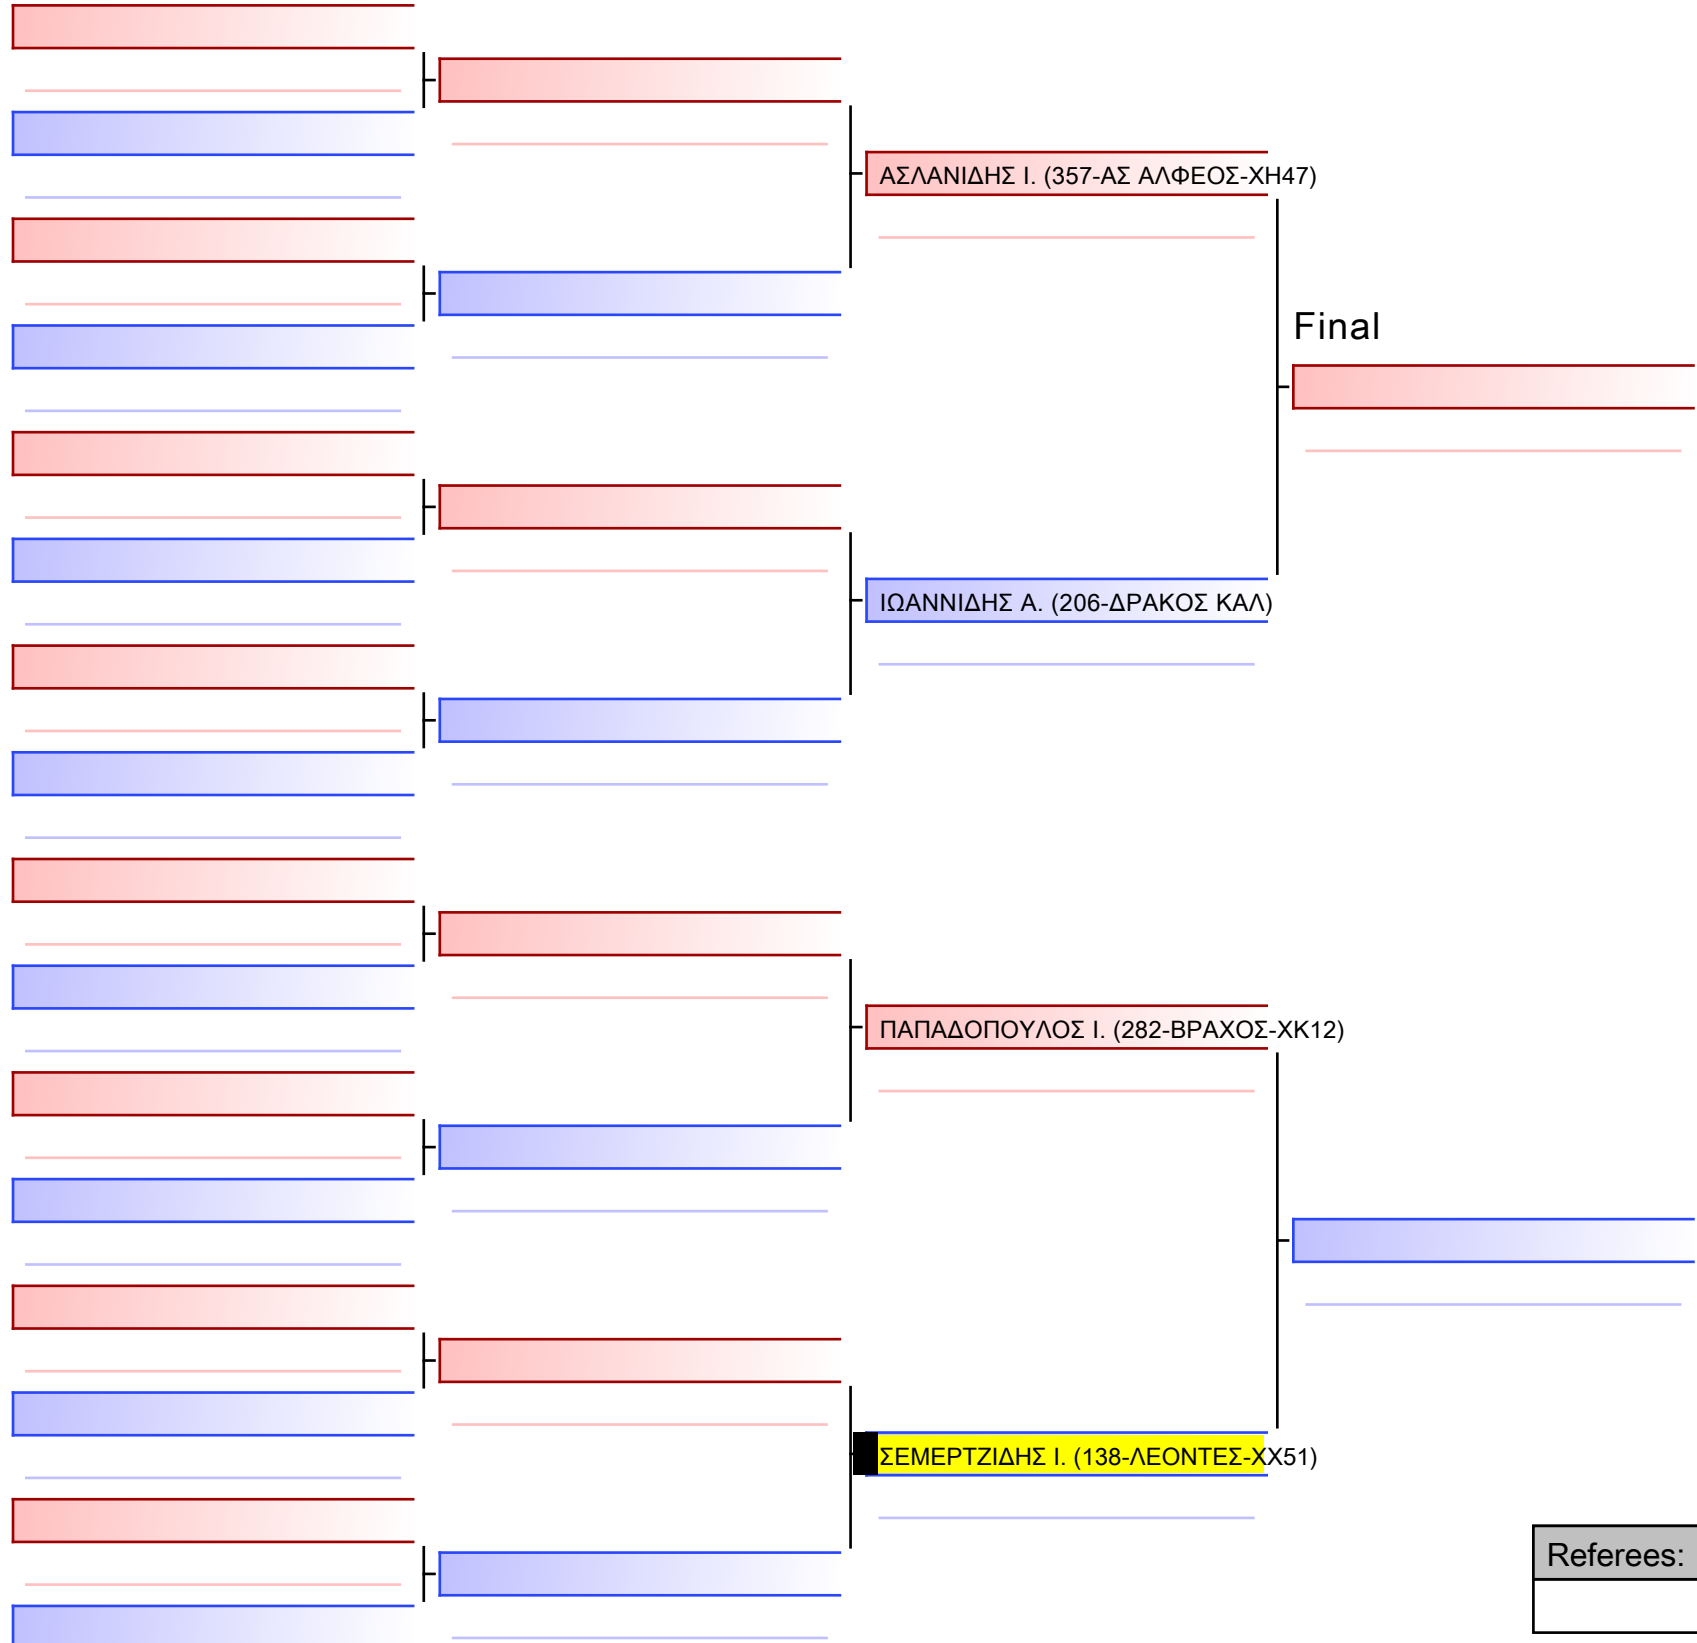 ΑΣΛΑΝΙΔΗΣ Ι. (357-ΑΣ ΑΛΦΕΟΣ-ΧΗ47)
Final
ΙΩΑΝΝΙΔΗΣ Α. (206-ΔΡΑΚΟΣ ΚΑΛ)
ΠΑΠΑΔΟΠΟΥΛΟΣ Ι. (282-ΒΡΑΧΟΣ-ΧΚ12)
ΣΕΜΕΡΤΖΙΔΗΣ Ι. (138-ΛΕΟΝΤΕΣ-ΧΧ51)
Referees: